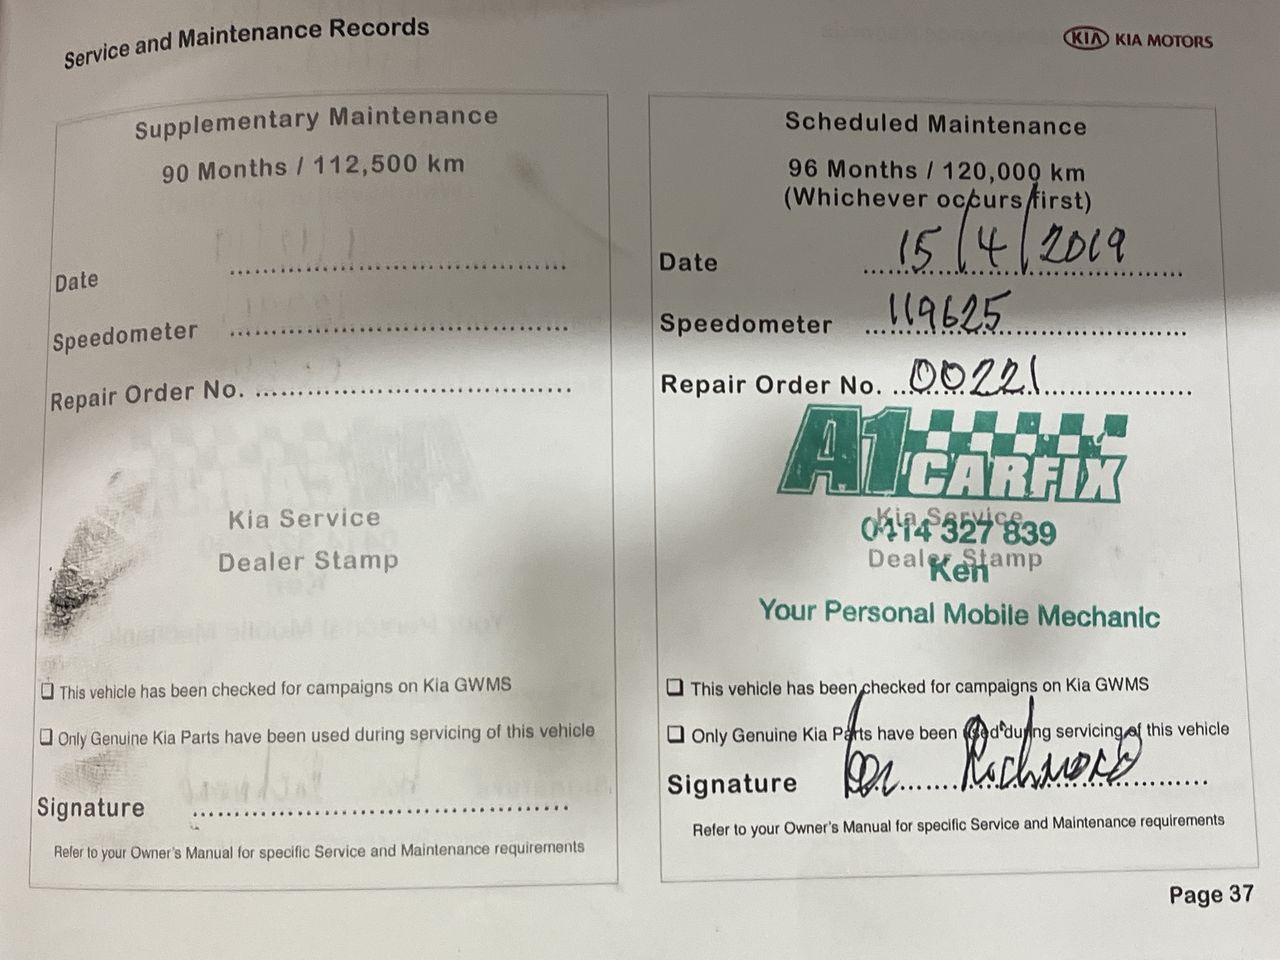 Service and Maintenance Records
KIA KIA MOTORS
Supplementary Maintenance
90 Months / 112,500 km
Date
Speedometer
Repair Order No.
Kia Service
Dealer Stamp
❑ This vehicle has been checked for campaigns on Kia GWMS
❑ Only Genuine Kia Parts have been used during servicing of this vehicle
Signature
Refer to your Owner's Manual for specific Service and Maintenance requirements
Scheduled Maintenance
96 Months / 120,000 km
(Whichever occurs first)
Date 15/4/2019
Speedometer 119625
Repair Order No. 00221
A1 CARFIX
Kia Service
0414 327 839
Dealer Stamp
Ken
Your Personal Mobile Mechanic
❑ This vehicle has been checked for campaigns on Kia GWMS
❑ Only Genuine Kia Parts have been used during servicing of this vehicle
Signature
Refer to your Owner's Manual for specific Service and Maintenance requirements
Page 37